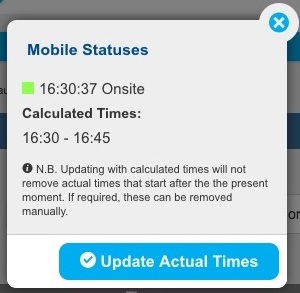 Mobile Statuses
16:30:37 Onsite
Calculated Times:
16:30 - 16:45
N.B. Updating with calculated times will not
remove actual times that start after the the present
moment. If required, these can be removed
manually.
or
Update Actual Times